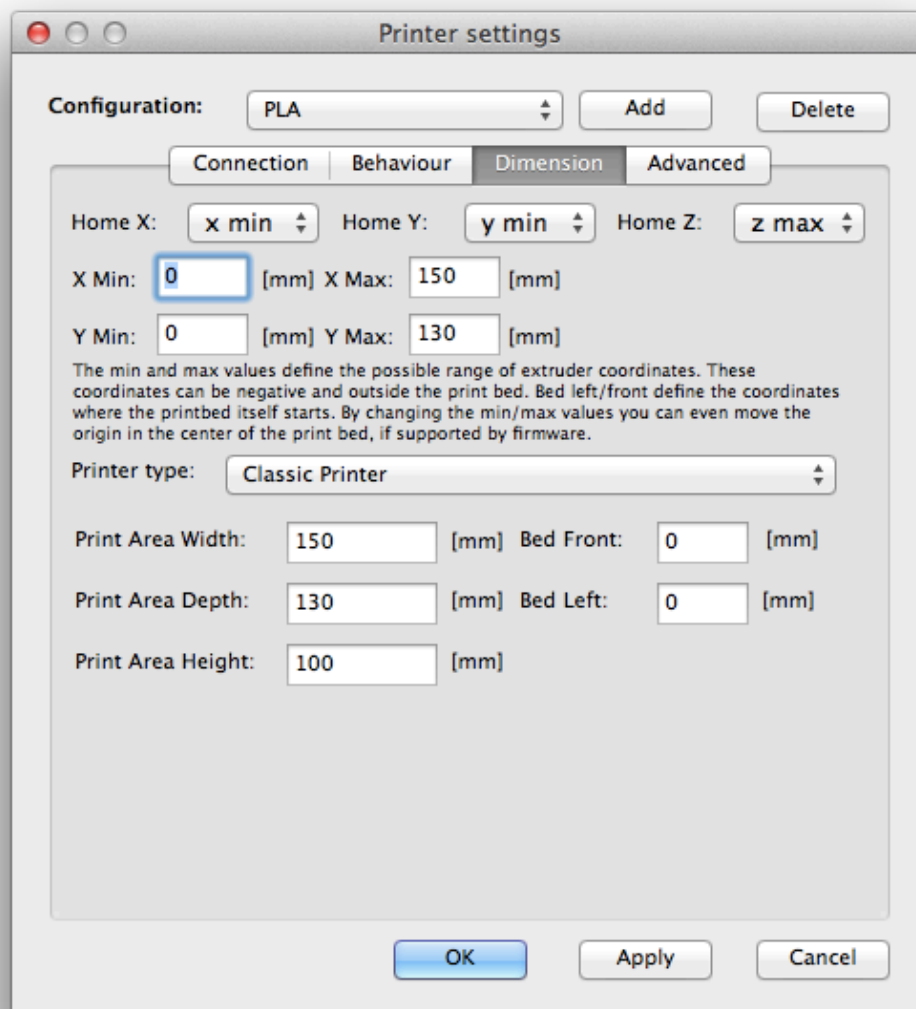 Printer settings
Configuration: PLA Add Delete
Connection Behaviour Dimension Advanced
Home X: x min Home Y: y min Home Z: z max
X Min: 0 [mm] X Max: 150 [mm]
Y Min: 0 [mm] Y Max: 130 [mm]
The min and max values define the possible range of extruder coordinates. These
coordinates can be negative and outside the print bed. Bed left/front define the coordinates
where the printbed itself starts. By changing the min/max values you can even move the
origin in the center of the print bed, if supported by firmware.
Printer type: Classic Printer
Print Area Width: 150 [mm] Bed Front: 0 [mm]
Print Area Depth: 130 [mm] Bed Left: 0 [mm]
Print Area Height: 100 [mm]
OK Apply Cancel